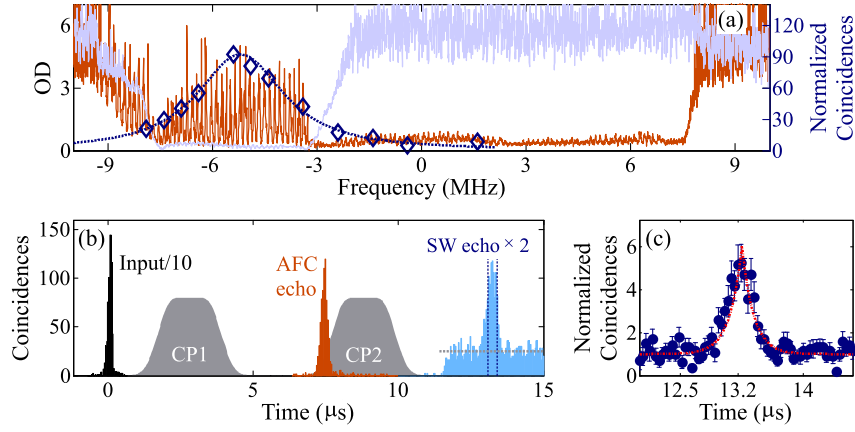 (a)
OD
6
3
0
120
90
60
30
0
Normalized
Coincidences
-9
-6
-3
0
3
6
9
Frequency (MHz)
(b)
Coincidences
150
100
50
0
Input/10
AFC
echo
SW echo × 2
CP1
CP2
0
5
10
15
Time (μs)
(c)
Normalized
Coincidences
6
4
2
0
12.5
13.2
14
Time (μs)